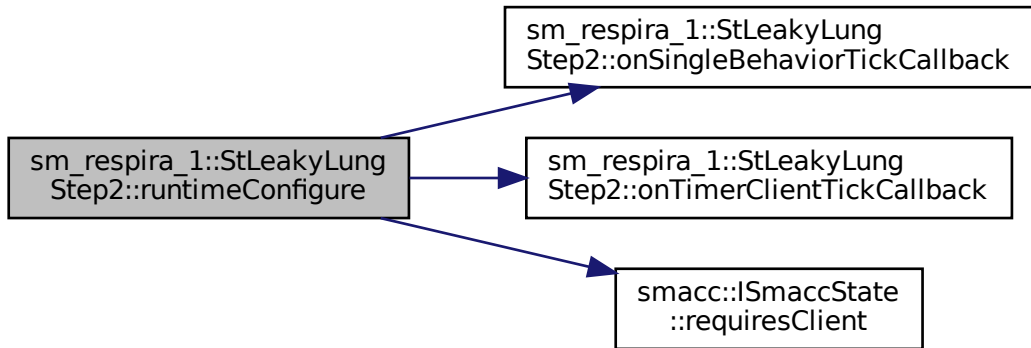 sm_respira_1::StLeakyLung
Step2::onSingleBehaviorTickCallback
sm_respira_1::StLeakyLung
Step2::runtimeConfigure
sm_respira_1::StLeakyLung
Step2::onTimerClientTickCallback
smacc::ISmaccState
::requiresClient